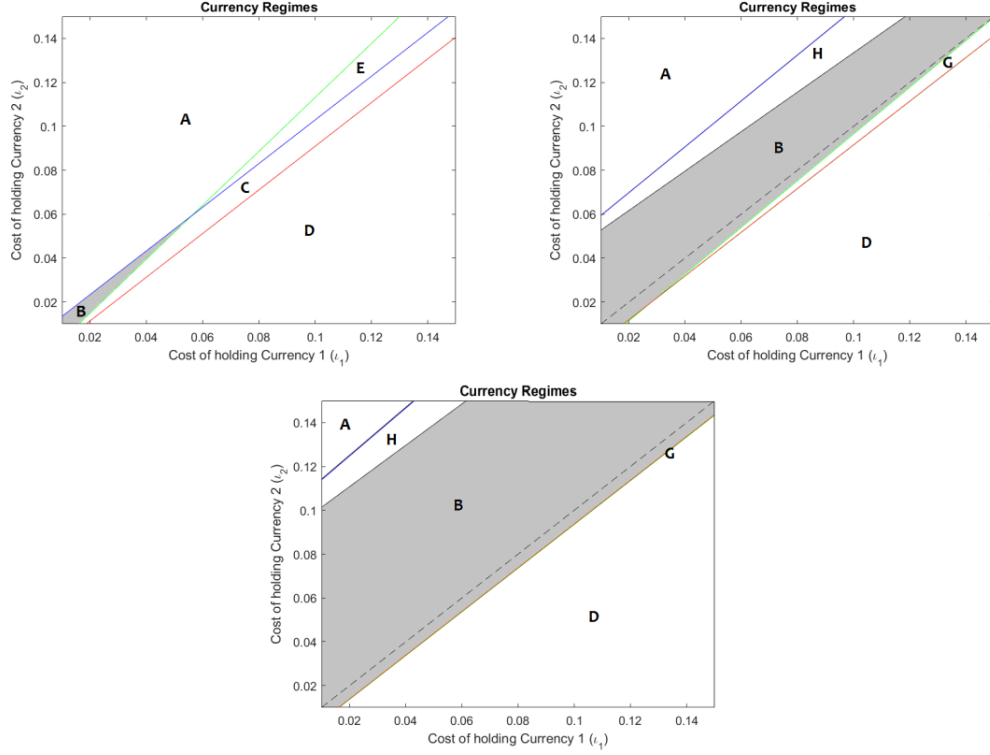 Currency Regimes
Cost of holding Currency 2 (ι₂)
0.14
0.12
0.1
0.08
0.06
0.04
0.02
A
E
C
D
B
0.02 0.04 0.06 0.08 0.1 0.12 0.14
Cost of holding Currency 1 (ι₁)
Currency Regimes
Cost of holding Currency 2 (ι₂)
0.14
0.12
0.1
0.08
0.06
0.04
0.02
H
G
A
B
D
0.02 0.04 0.06 0.08 0.1 0.12 0.14
Cost of holding Currency 1 (ι₁)
Currency Regimes
Cost of holding Currency 2 (ι₂)
0.14
0.12
0.1
0.08
0.06
0.04
0.02
A
H
G
B
D
0.02 0.04 0.06 0.08 0.1 0.12 0.14
Cost of holding Currency 1 (ι₁)